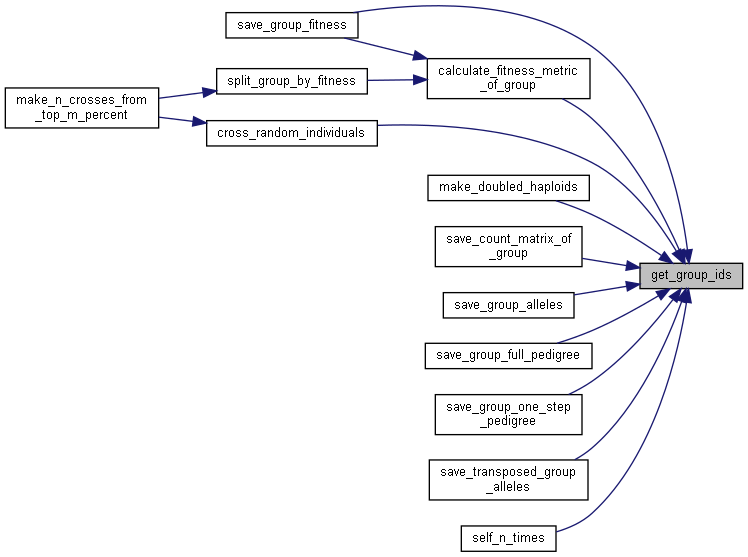 save_group_fitness
calculate_fitness_metric
_of_group
split_group_by_fitness
make_n_crosses_from
_top_m_percent
cross_random_individuals
make_doubled_haploids
save_count_matrix_of
_group
get_group_ids
save_group_alleles
save_group_full_pedigree
save_group_one_step
_pedigree
save_transposed_group
_alleles
self_n_times